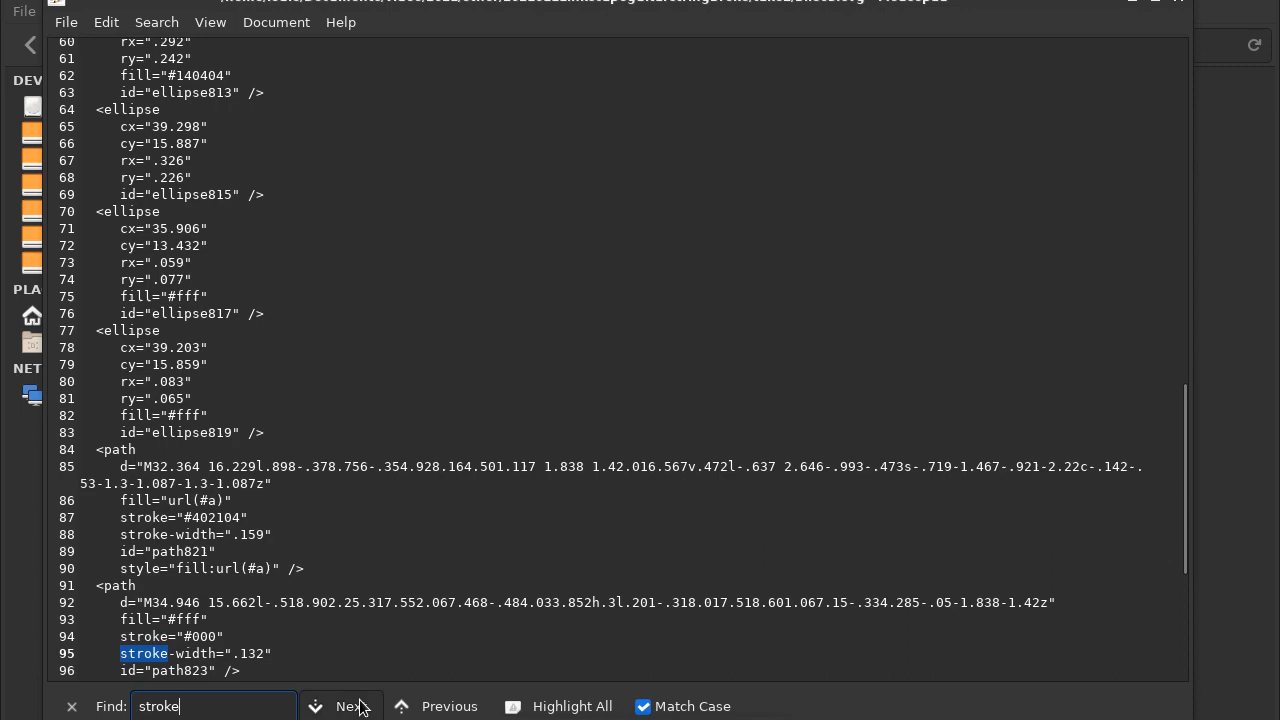 File
File Edit Search View Document Help
DEV
PLA
NET
60 rx=".292"
61 ry=".242"
62 fill="#140404"
63 id="ellipse813" />
64 <ellipse
65 cx="39.298"
66 cy="15.887"
67 rx=".326"
68 ry=".226"
69 id="ellipse815" />
70 <ellipse
71 cx="35.906"
72 cy="13.432"
73 rx=".059"
74 ry=".077"
75 fill="#fff"
76 id="ellipse817" />
77 <ellipse
78 cx="39.203"
79 cy="15.859"
80 rx=".083"
81 ry=".065"
82 fill="#fff"
83 id="ellipse819" />
84 <path
85 d="M32.364 16.229l.898-.378.756-.354.928.164.501.117 1.838 1.42.016.567v.472l-.637 2.646-.993-.473s-.719-1.467-.921-2.22c-.142-.
53-1.3-1.087-1.3-1.087z"
86 fill="url(#a)"
87 stroke="#402104"
88 stroke-width=".159"
89 id="path821"
90 style="fill:url(#a)" />
91 <path
92 d="M34.946 15.662l-.518.902.25.317.552.067.468-.484.033.852h.3l.201-.318.017.518.601.067.15-.334.285-.05-1.838-1.42z"
93 fill="#fff"
94 stroke="#000"
95 stroke-width=".132"
96 id="path823" />
Find: stroke Next Previous Highlight All Match Case